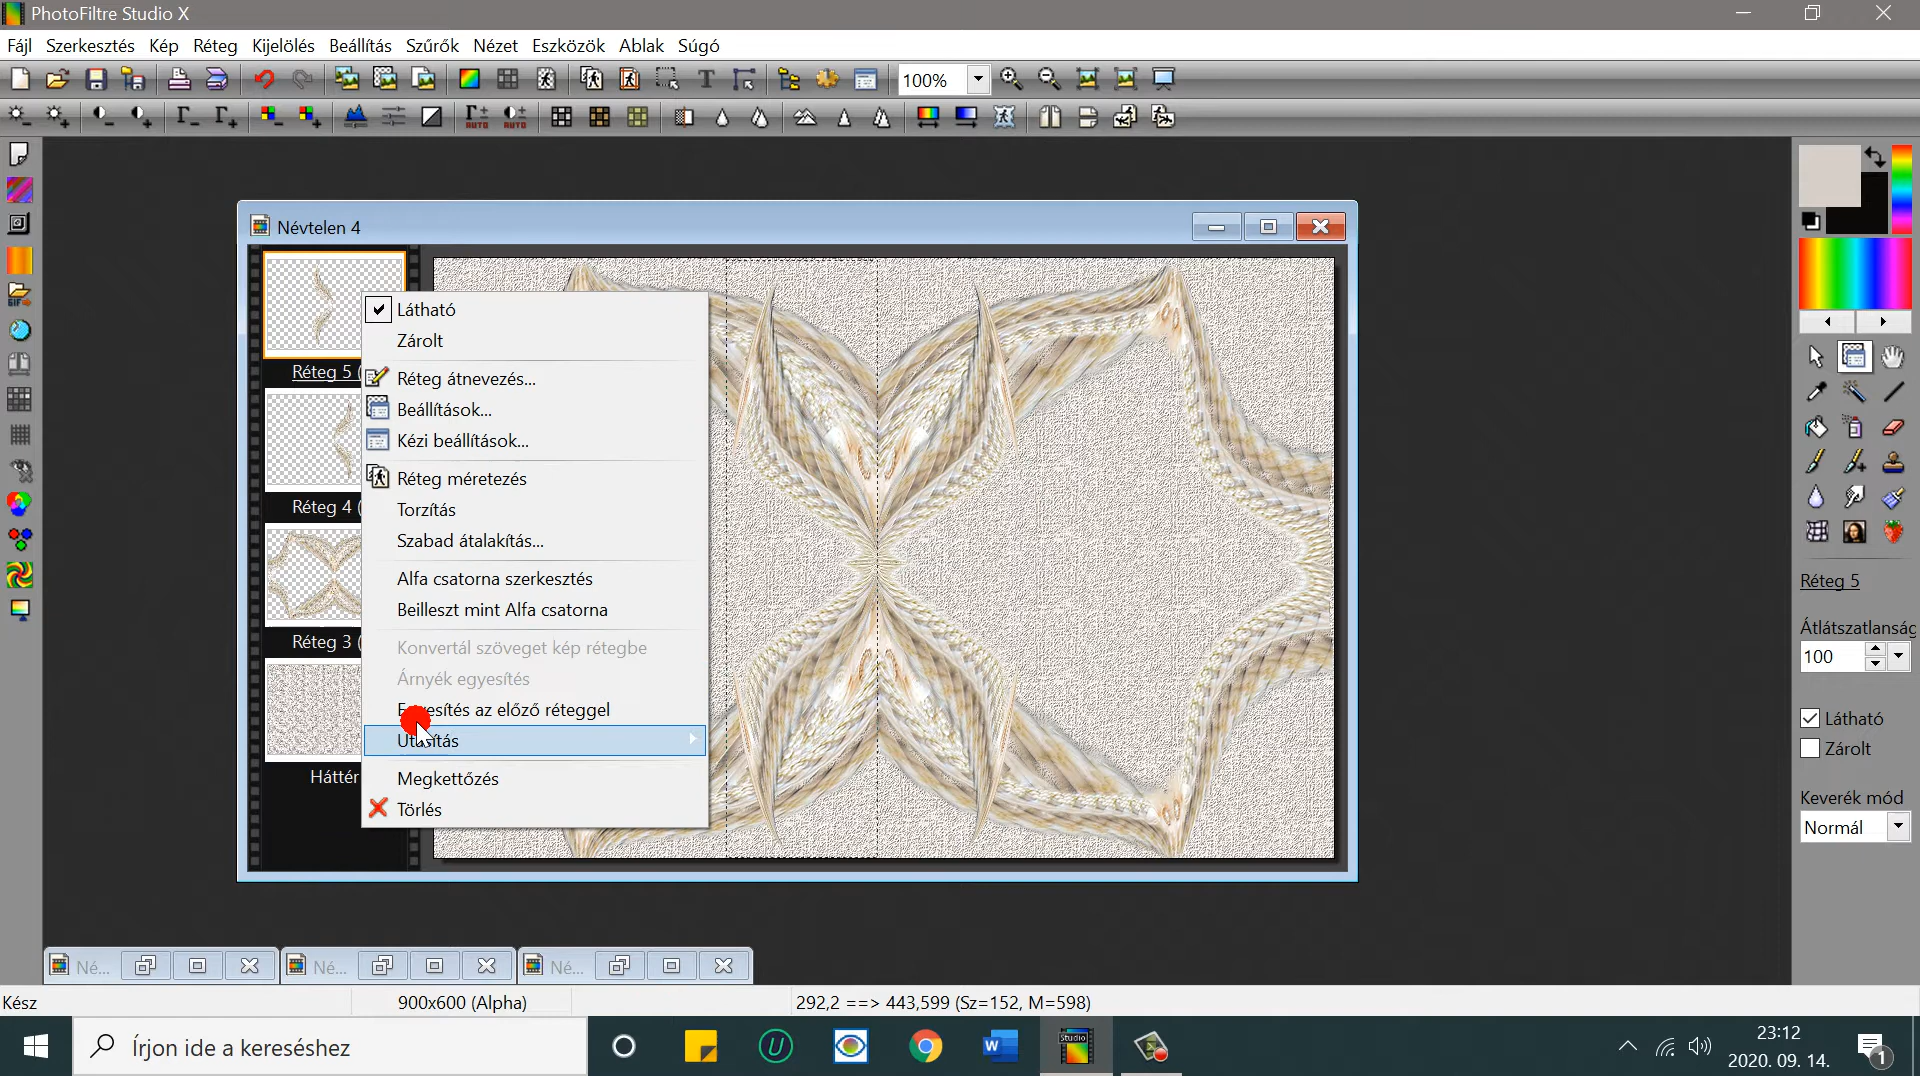 PhotoFiltre Studio X
Fájl Szerkesztés Kép Réteg Kijelölés Beállítás Szűrők Nézet Eszközök Ablak Súgó
100%
Névtelen 4
Réteg 5 (
Réteg 4 (
Réteg 3 (
Háttér
Látható
Zárolt
Réteg átnevezés...
Beállítások...
Kézi beállítások...
Réteg méretezés
Torzítás
Szabad átalakítás...
Alfa csatorna szerkesztés
Beilleszt mint Alfa csatorna
Konvertál szöveget kép rétegbe
Árnyék egyesítés
az előző réteggel
Megkettőzés
Törlés
Réteg 5
Átlátszatlanság
100
Látható
Zárolt
Keverék mód
Normál
Né... Né... Né...
Kész 900x600 (Alpha) 292,2 ==> 443,599 (Sz=152, M=598)
Írjon ide a kereséshez
Studio
23:12
2020. 09. 14.
1